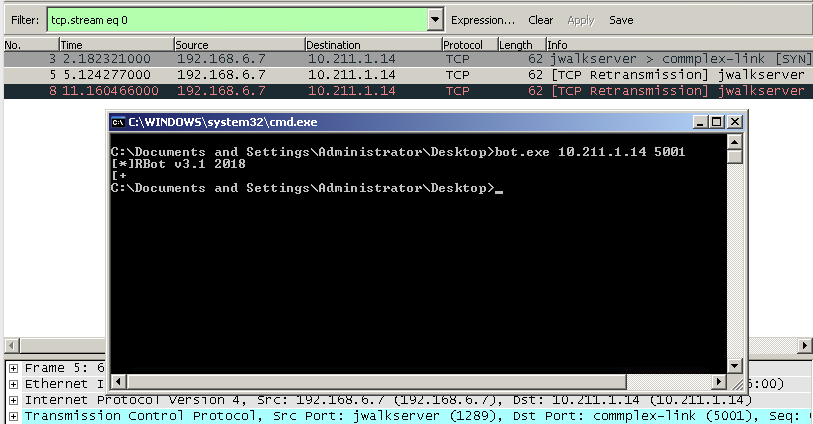 Filter: tcp.stream eq 0 Expression... Clear Apply Save
No. Time Source Destination Protocol Length Info
3 2.182321000 192.168.6.7 10.211.1.14 TCP 62 jwalkserver > commplex-link [SYN]
5 5.124277000 192.168.6.7 10.211.1.14 TCP 62 [TCP Retransmission] jwalkserver
8 11.160466000 192.168.6.7 10.211.1.14 TCP 62 [TCP Retransmission] jwalkserver
C:\WINDOWS\system32\cmd.exe
C:\Documents and Settings\Administrator\Desktop>bot.exe 10.211.1.14 5001
[*]RBot v3.1 2018
[+
C:\Documents and Settings\Administrator\Desktop>_
Frame 5: 6
Ethernet I 6:00)
Internet Protocol Version 4, Src: 192.168.6.7 (192.168.6.7), Dst: 10.211.1.14 (10.211.1.14)
Transmission Control Protocol, Src Port: jwalkserver (1289), Dst Port: commplex-link (5001), Seq: